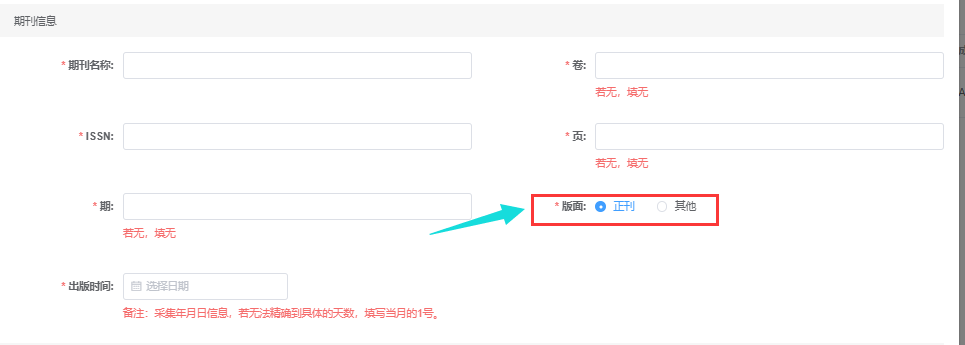 期刊信息
* 期刊名称:
* 卷:
若无，填无
* ISSN:
* 页:
若无，填无
* 期:
若无，填无
* 版面: 正刊 其他
* 出版时间: 选择日期
备注：采集年月日信息，若无法精确到具体的天数，填写当月的1号。